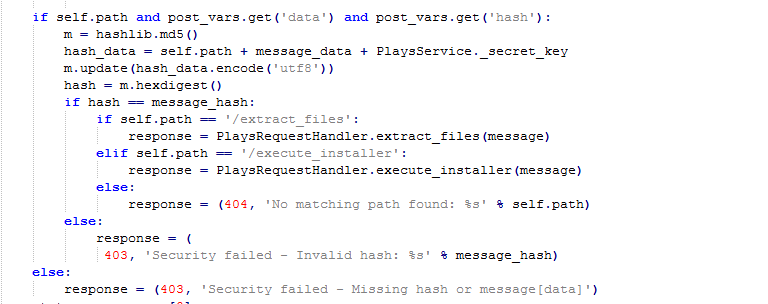 if self.path and post_vars.get('data') and post_vars.get('hash'):
m = hashlib.md5()
hash_data = self.path + message_data + PlaysService._secret_key
m.update(hash_data.encode('utf8'))
hash = m.hexdigest()
if hash == message_hash:
if self.path == '/extract_files':
response = PlaysRequestHandler.extract_files(message)
elif self.path == '/execute_installer':
response = PlaysRequestHandler.execute_installer(message)
else:
response = (404, 'No matching path found: %s' % self.path)
else:
response = (
403, 'Security failed - Invalid hash: %s' % message_hash)
else:
response = (403, 'Security failed - Missing hash or message[data]')